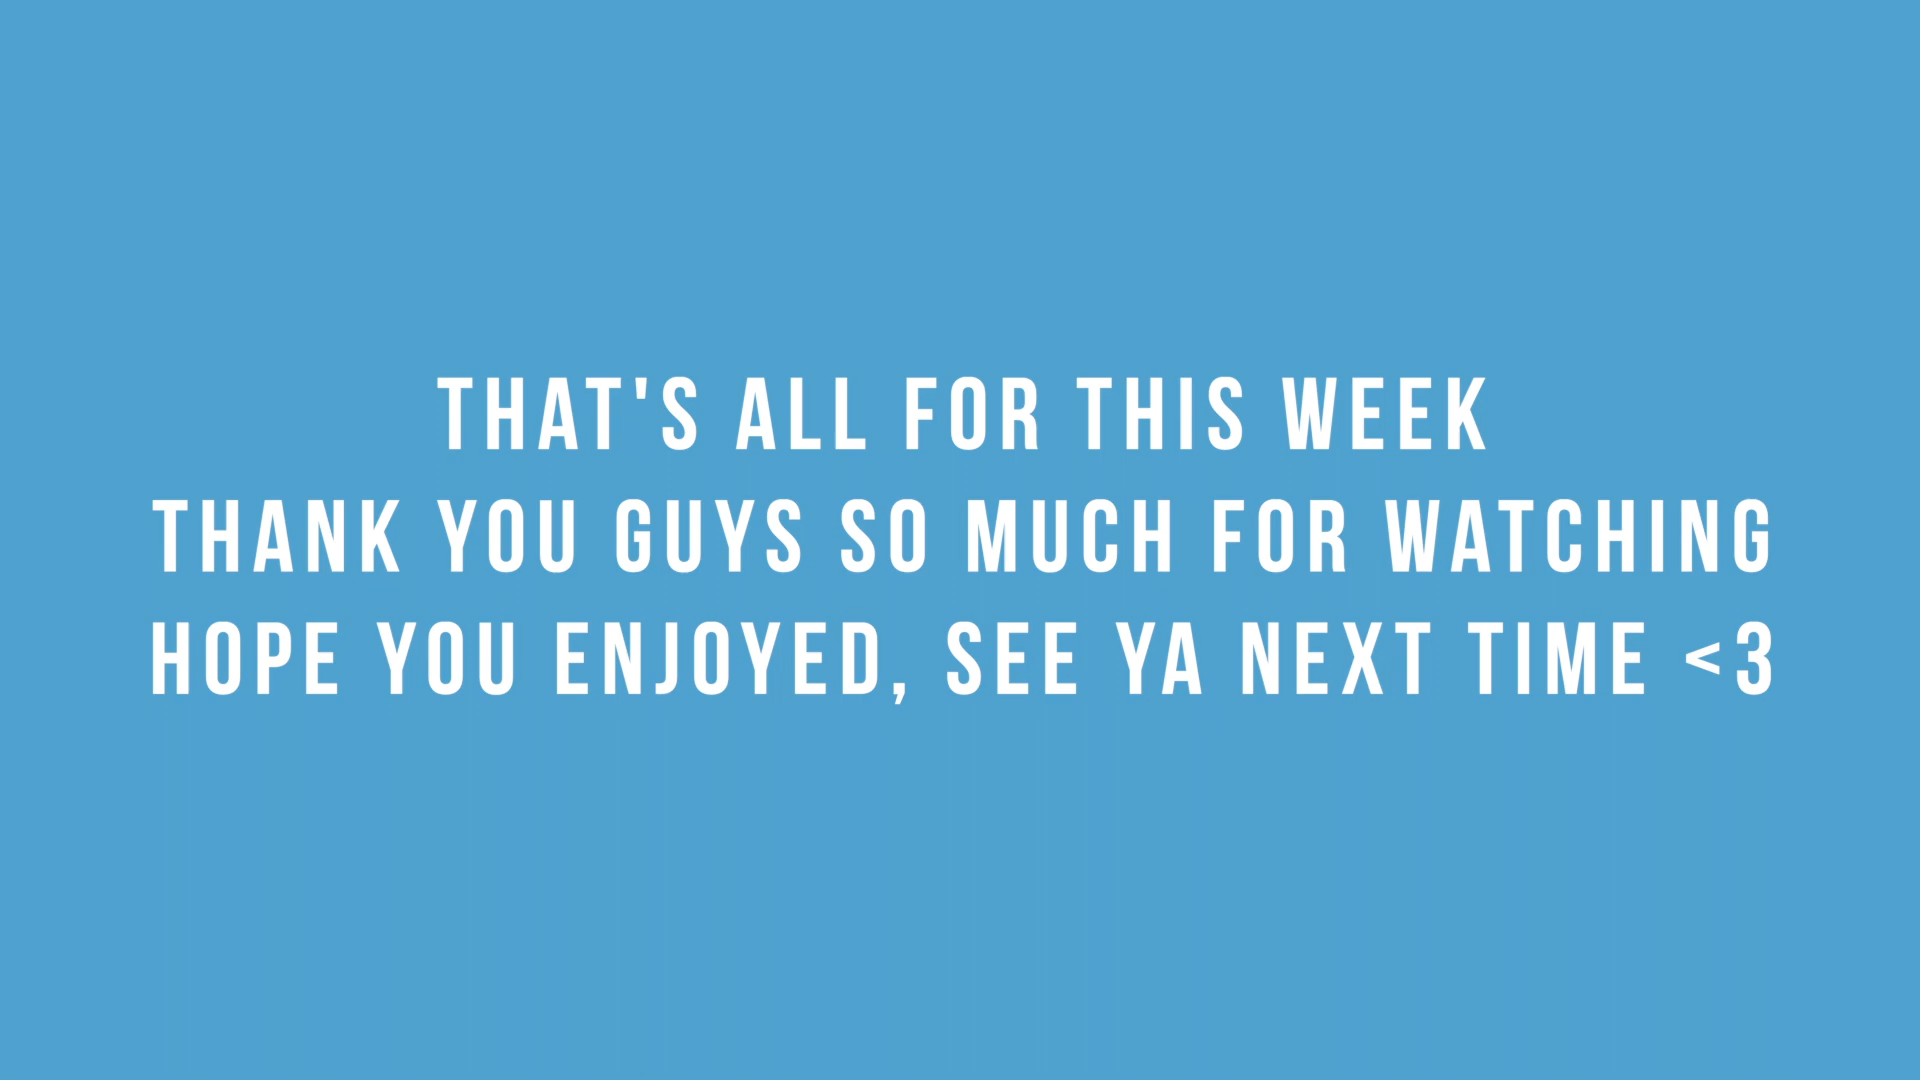 THAT'S ALL FOR THIS WEEK
THANK YOU GUYS SO MUCH FOR WATCHING
HOPE YOU ENJOYED, SEE YA NEXT TIME <3